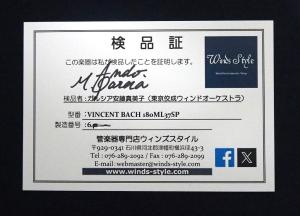 検品証
この楽器は私が検品したことを証明します。
Winds Style
検品者：ガルシア安藤真美子（東京佼成ウィンドオーケストラ）
型番： VINCENT BACH 180ML37SP
製造番号：
管楽器専門店ウィンズスタイル
〒929-0341 石川県河北郡津幡町横浜ほ43-3
Tel / 076-289-2092 / Fax / 076-289-2099
E-mail: webmaster@winds-style.com
www.winds-style.com